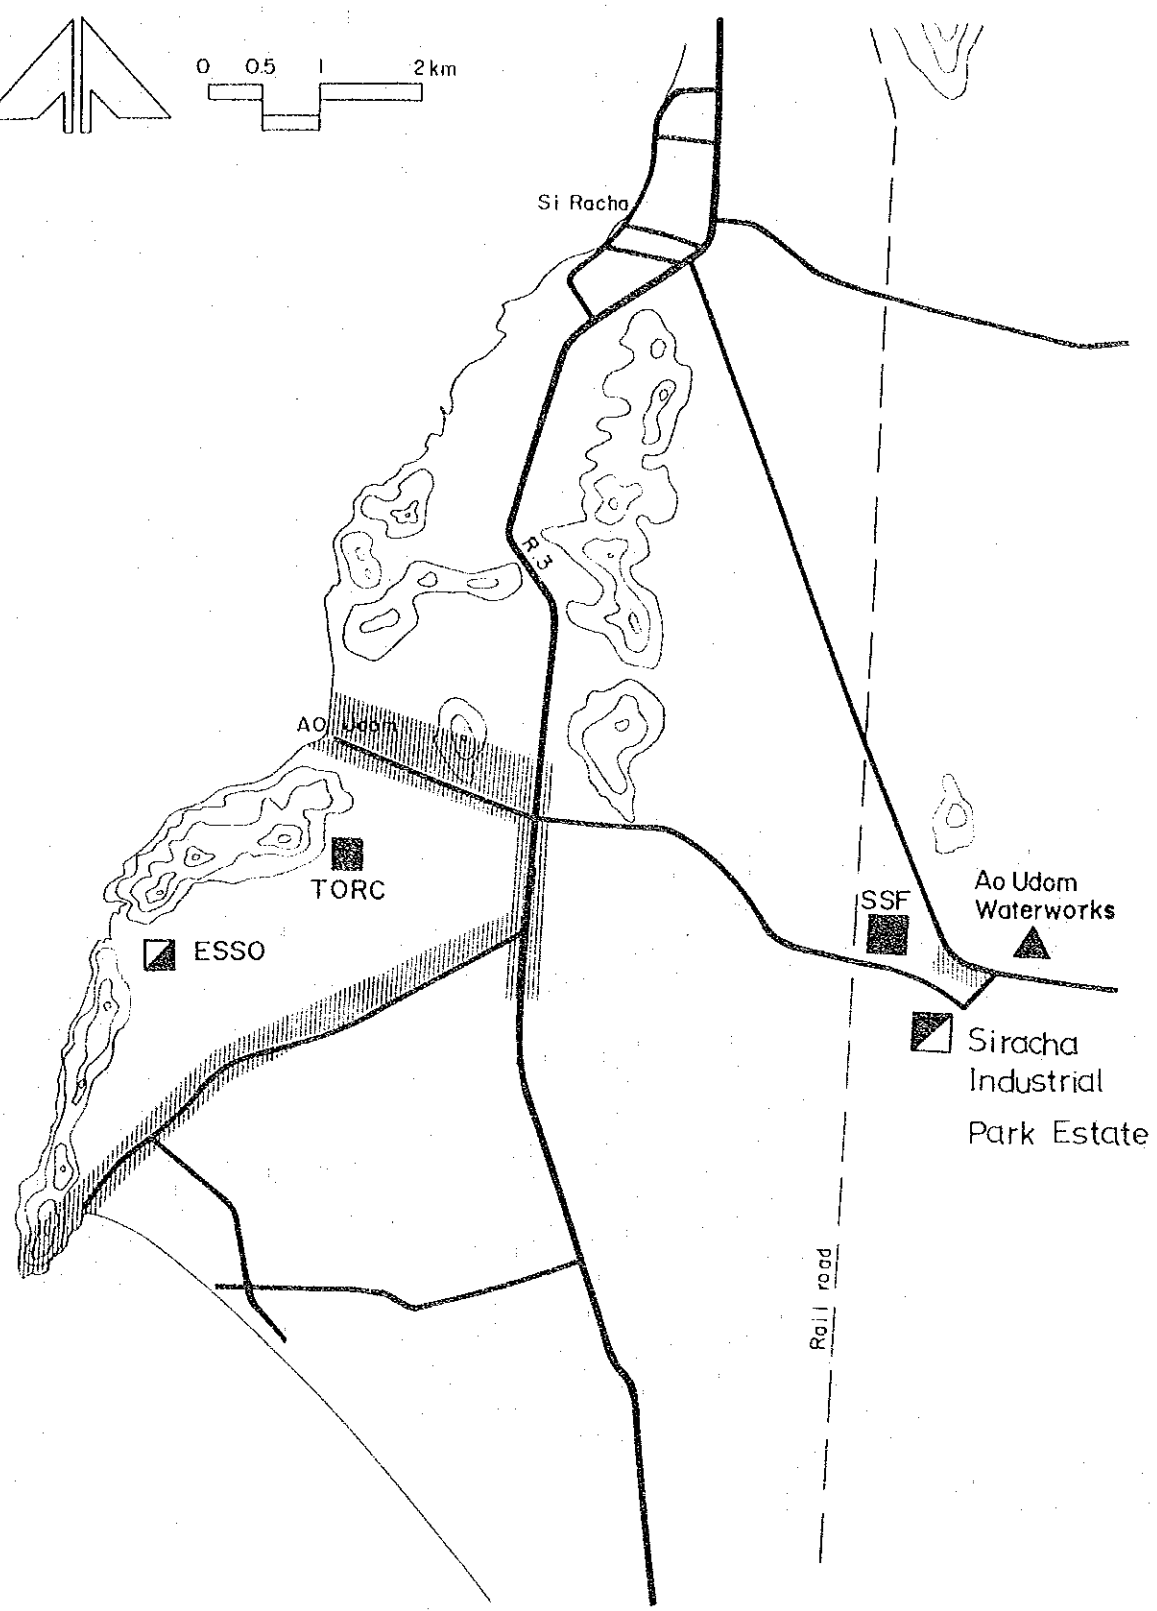 0 0.5 1 2 km
Si Racha
R.3
AO Udom
TORC
ESSO
SSF
Ao Udom
Waterworks
Siracha
Industrial
Park Estate
Rail road